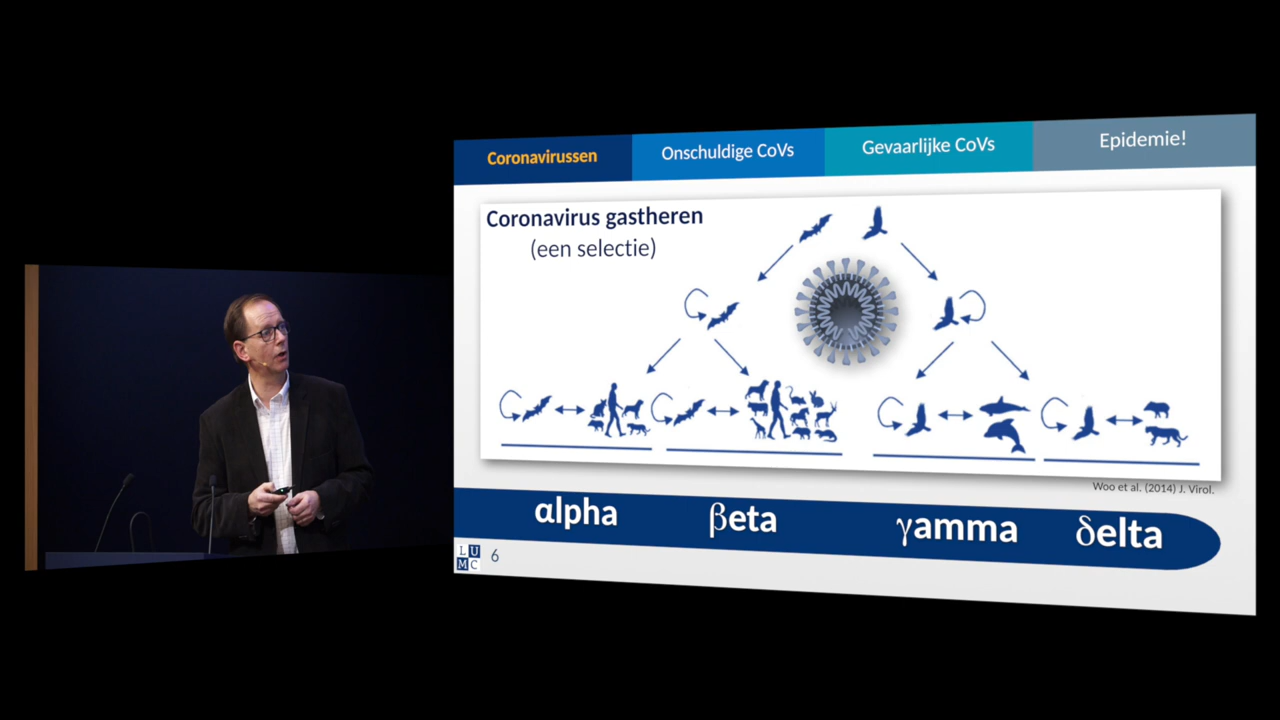 Coronavirussen
Onschuldige CoVs
Gevaarlijke CoVs
Epidemie!
Coronavirus gastheren
(een selectie)
Woo et al. (2014) J. Virol.
αlpha
βeta
γamma
δelta
L U
M C
6